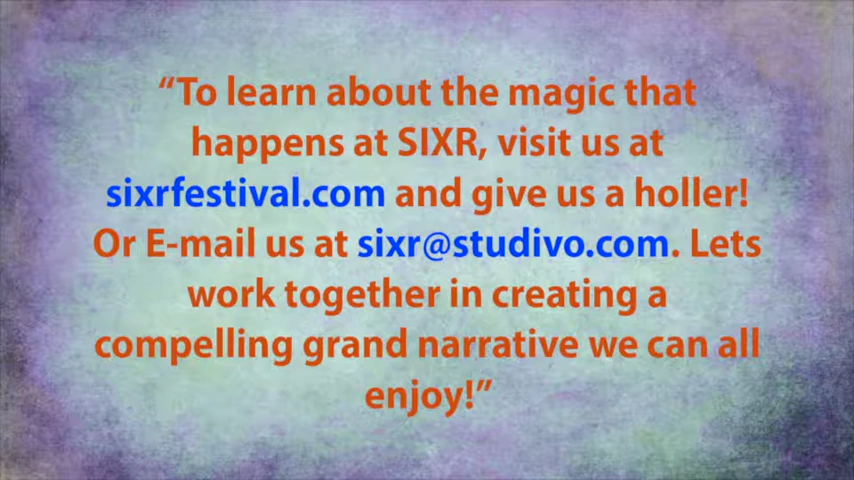 “To learn about the magic that
happens at SIXR, visit us at
sixrfestival.com and give us a holler!
Or E-mail us at sixr@studivo.com. Lets
work together in creating a
compelling grand narrative we can all
enjoy!”